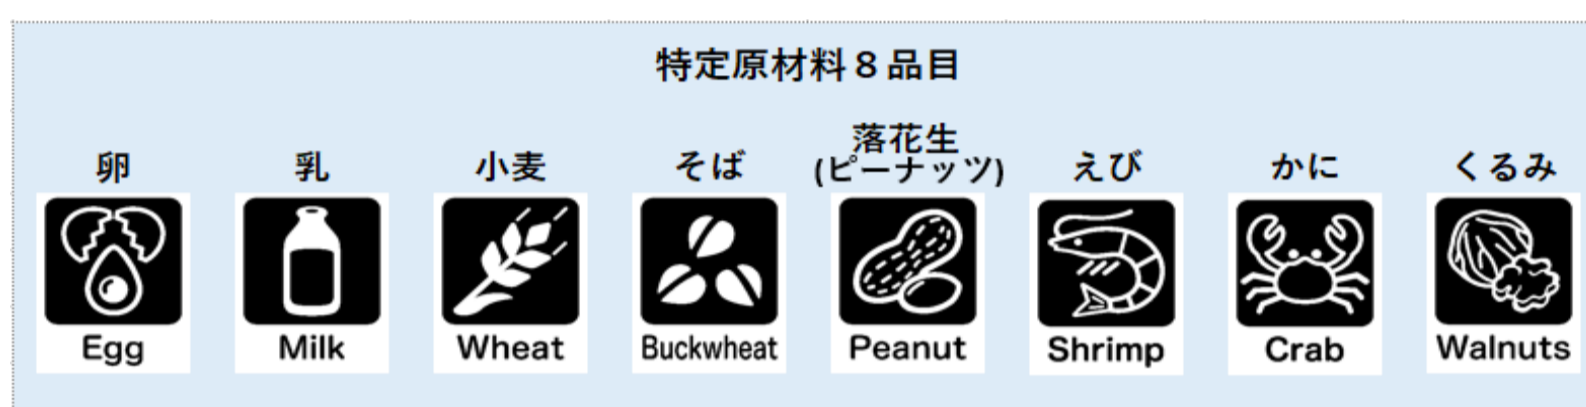 特定原材料８品目
卵 乳 小麦 そば 落花生 えび かに くるみ
(ピーナッツ)
Egg Milk Wheat Buckwheat Peanut Shrimp Crab Walnuts